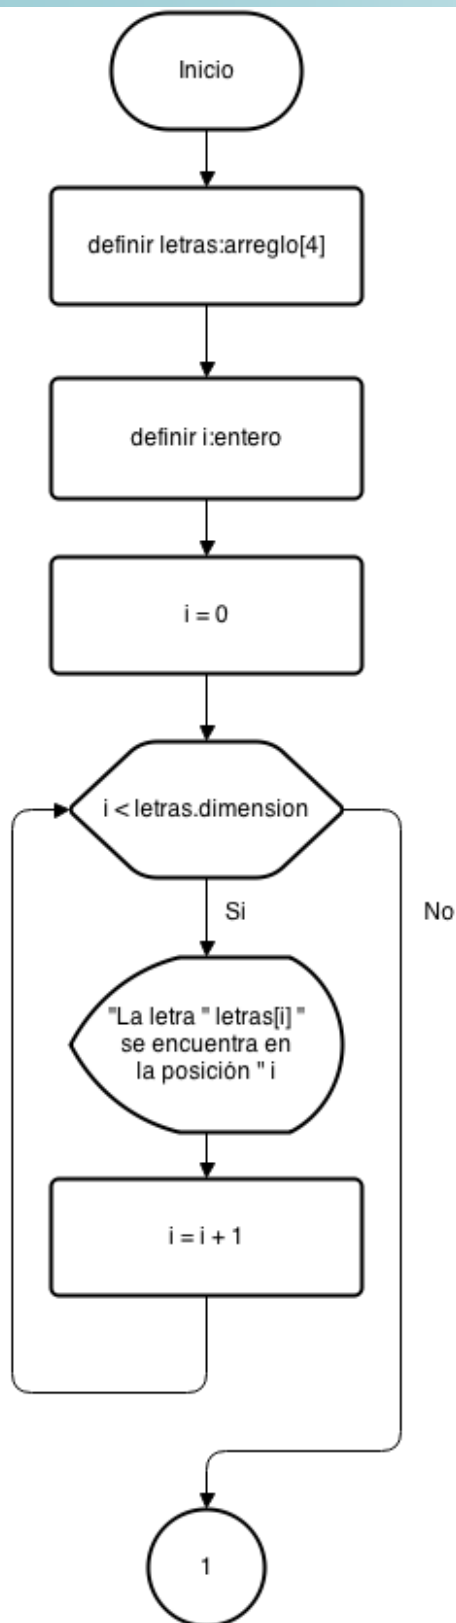 Inicio
definir letras:arreglo[4]
definir i:entero
i = 0
i < letras.dimension
Si
No
"La letra " letras[i] "
se encuentra en
la posición " i
i = i + 1
1